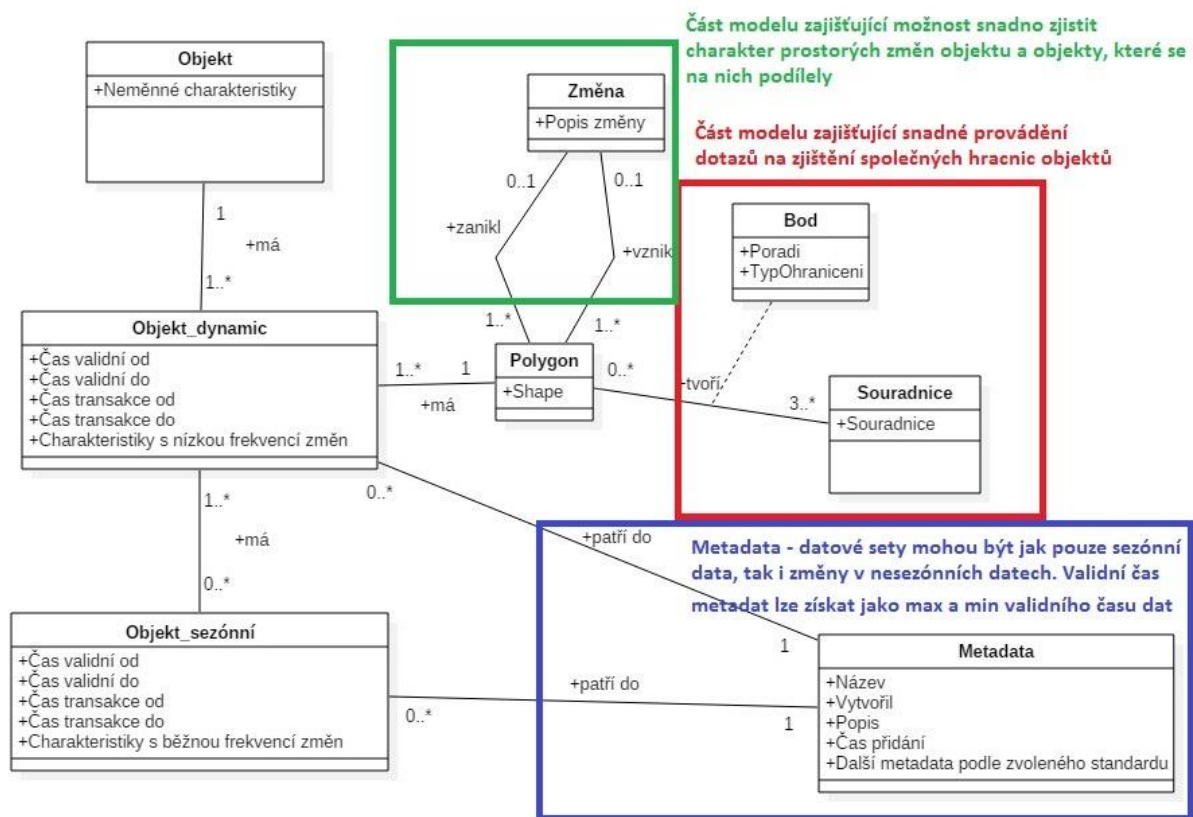 Část modelu zajišťující možnost snadno zjistit
charakter prostorých změn objektu a objekty, které se
na nich podílely
Objekt
+Neměnné charakteristiky
Změna
+Popis změny
Část modelu zajišťující snadné provádění
dotazů na zjištění společných hracnic objektů
0..1
0..1
1
+zanikl
+má
+vznikl
Bod
+Poradi
+TypOhraniceni
1..*
1..*
1..*
Objekt_dynamic
+Čas validní od
+Čas validní do
+Čas transakce od
+Čas transakce do
+Charakteristiky s nízkou frekvencí změn
1..*
1
+má
Polygon
+Shape
0..*
+tvoří
3..*
Souradnice
+Souradnice
1..*
0..*
+má
0..*
+patří do
Metadata - datové sety mohou být jak pouze sezónní
data, tak i změny v nesezónních datech. Validní čas
metadat lze získat jako max a min validního času dat
Objekt_sezónní
+Čas validní od
+Čas validní do
+Čas transakce od
+Čas transakce do
+Charakteristiky s běžnou frekvencí změn
1
+patří do
0..*
1
Metadata
+Název
+Vytvořil
+Popis
+Čas přidání
+Další metadata podle zvoleného standardu